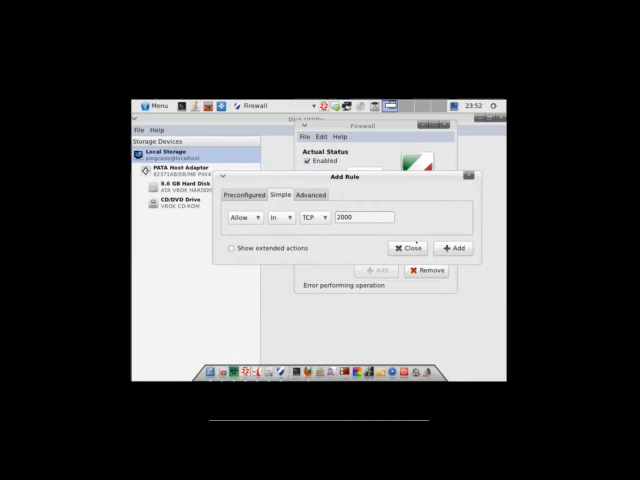 Menu
Firewall
23:52
File Help
Firewall
Storage Devices
File Edit Help
Local Storage
Actual Status
PATA Host Adapter
Enabled
Add Rule
8.6 GB Hard Disk
ATA VBOX HARDD
Preconfigured Simple Advanced
CD/DVD Drive
VBOX CD-ROM
Allow In TCP 2000
Show extended actions Close Add
Add Remove
Error performing operation